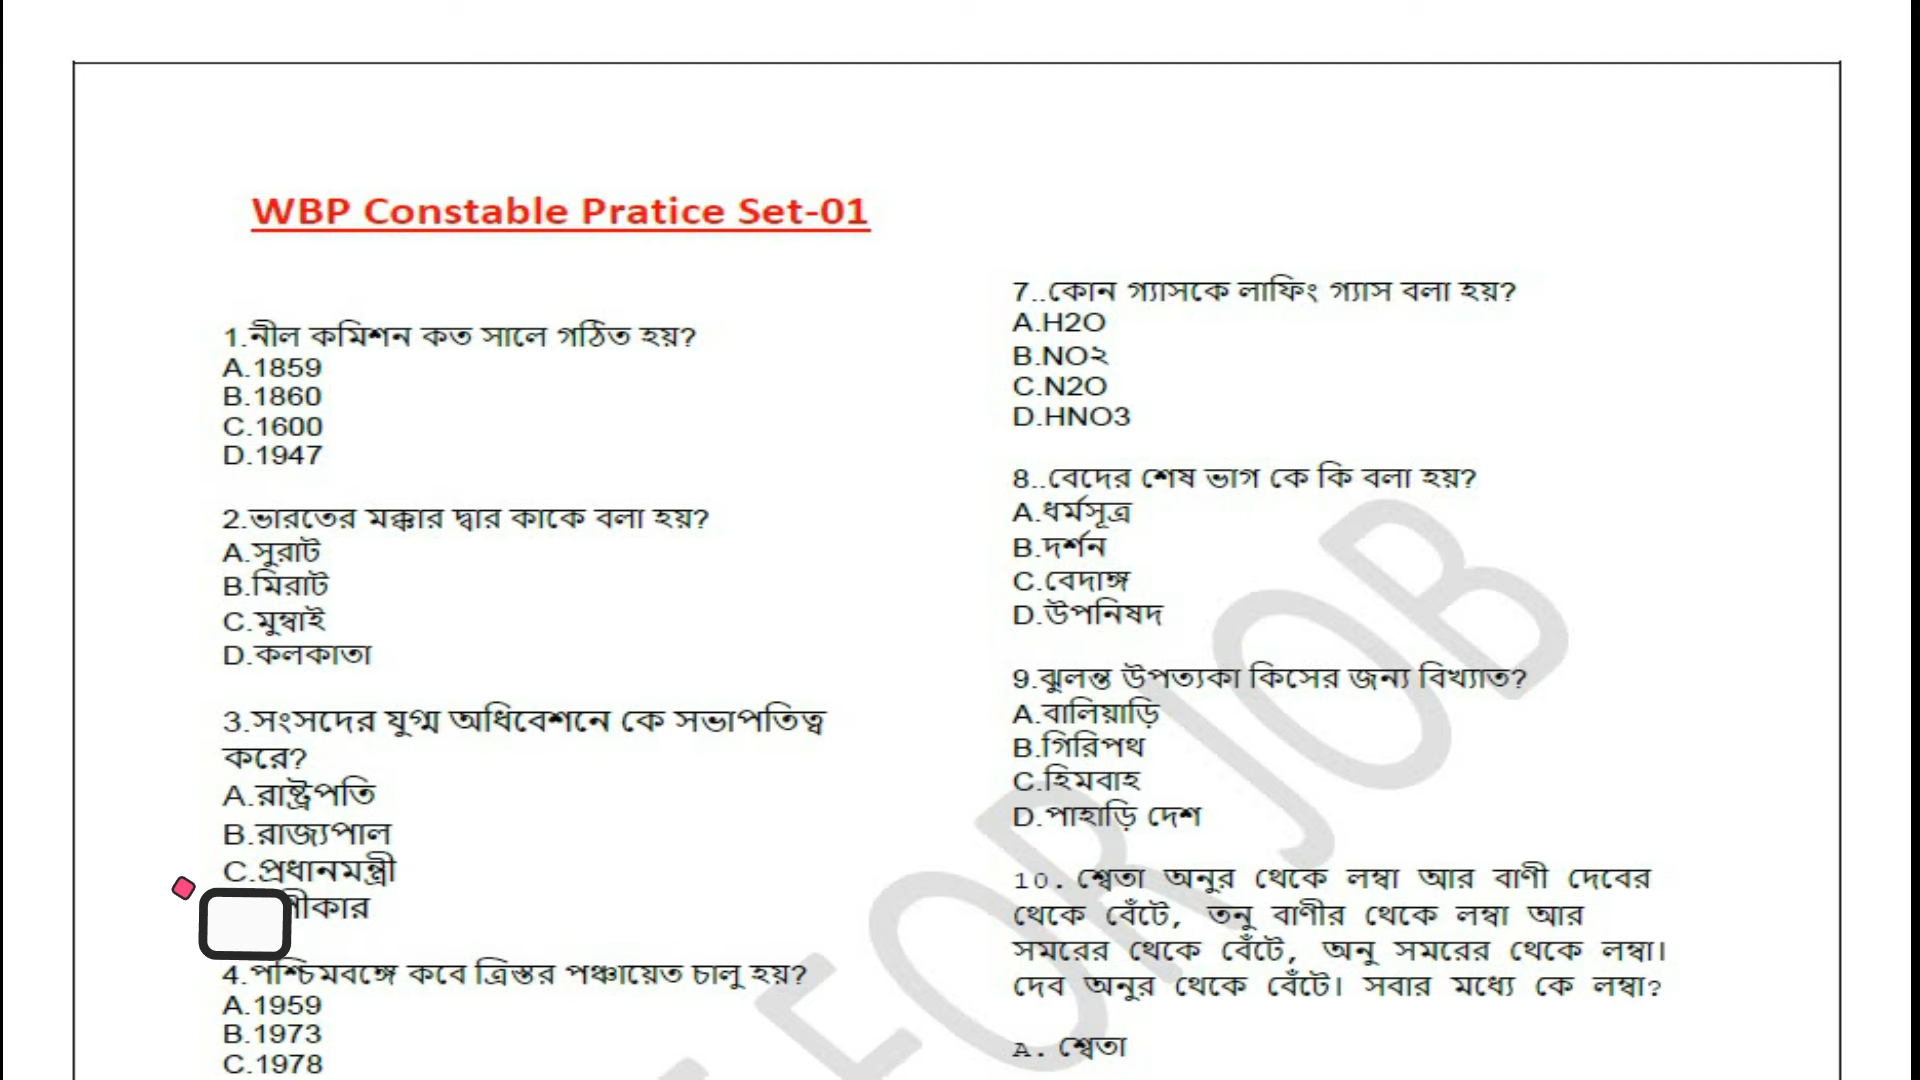 WBP Constable Pratice Set-01
1.নীল কমিশন কত সালে গঠিত হয়?
A.1859
B.1860
C.1600
D.1947
2.ভারতের মক্কার দ্বার কাকে বলা হয়?
A.সুরাট
B.মিরাট
C.মুম্বাই
D.কলকাতা
3.সংসদের যুগ্ম অধিবেশনে কে সভাপতিত্ব
করে?
A.রাষ্ট্রপতি
B.রাজ্যপাল
C.প্রধানমন্ত্রী
4.পশ্চিমবঙ্গে কবে ত্রিস্তর পঞ্চায়েত চালু হয়?
A.1959
B.1973
C.1978
7..কোন গ্যাসকে লাফিং গ্যাস বলা হয়?
A.H2O
B.NO২
C.N2O
D.HNO3
8..বেদের শেষ ভাগ কে কি বলা হয়?
A.ধর্মসূত্র
B.দর্শন
C.বেদাঙ্গ
D.উপনিষদ
9.ঝুলন্ত উপত্যকা কিসের জন্য বিখ্যাত?
A.বালিয়াড়ি
B.গিরিপথ
C.হিমবাহ
D.পাহাড়ি দেশ
10. শ্বেতা অনুর থেকে লম্বা আর বাণী দেবের
থেকে বেঁটে, তনু বাণীর থেকে লম্বা আর
সমরের থেকে বেঁটে, অনু সমরের থেকে লম্বা।
দেব অনুর থেকে বেঁটে। সবার মধ্যে কে লম্বা?
A. শ্বেতা
FOR JOB